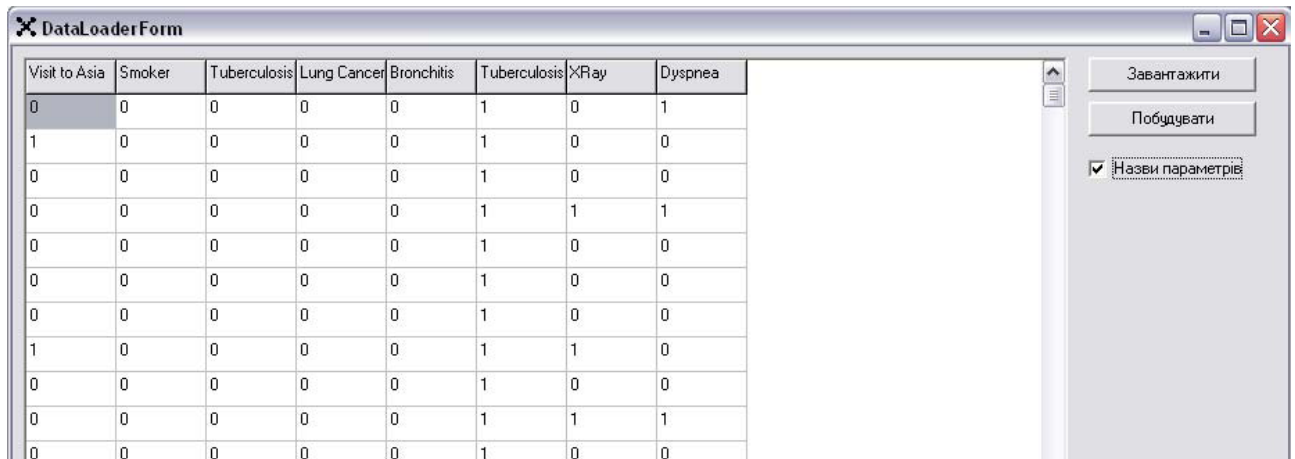 DataLoaderForm
Visit to Asia Smoker Tuberculosis Lung Cancer Bronchitis Tuberculosis XRay Dyspnea
0 0 0 0 0 1 0 1
1 0 0 0 0 1 0 0
0 0 0 0 0 1 0 0
0 0 0 0 0 1 1 1
0 0 0 0 0 1 0 0
0 0 0 0 0 1 0 0
0 0 0 0 0 1 0 0
1 0 0 0 0 1 1 0
0 0 0 0 0 1 0 0
0 0 0 0 0 1 1 1
0 0 0 0 0 1 0 0
Завантажити
Побудувати
Назви параметрів